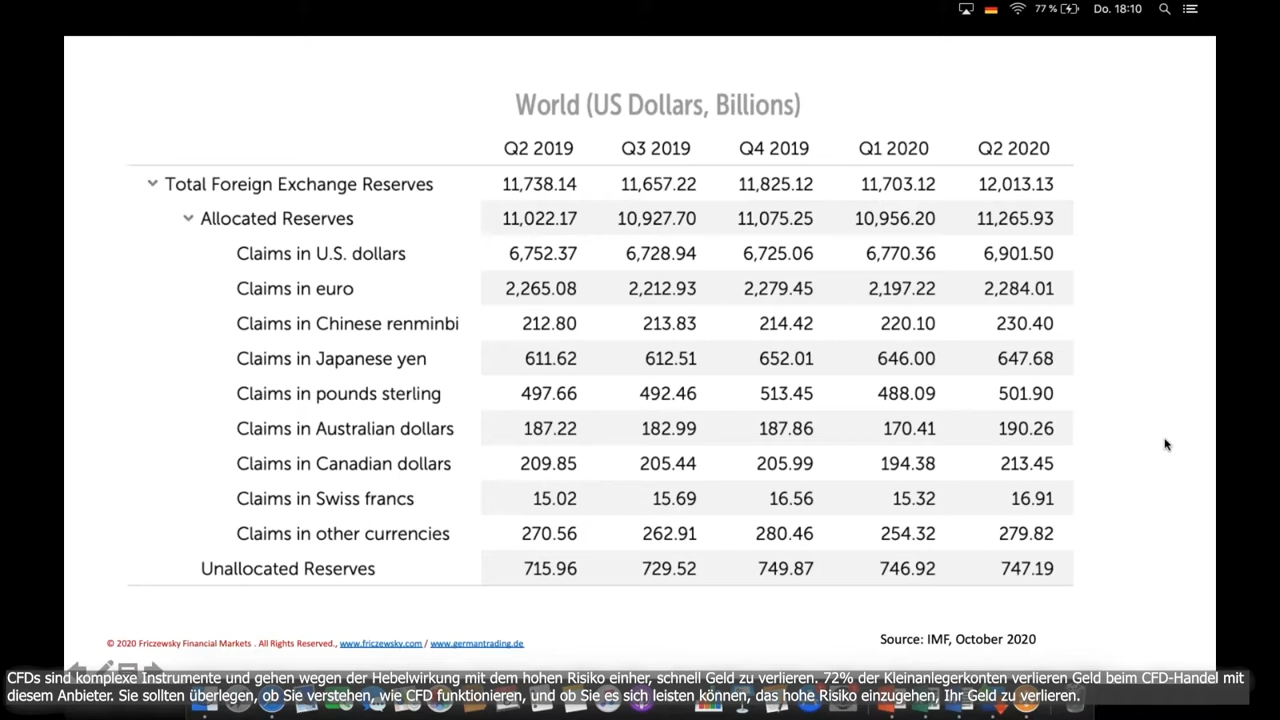 77 % Do. 18:10
World (US Dollars, Billions)
Q2 2019 Q3 2019 Q4 2019 Q1 2020 Q2 2020
Total Foreign Exchange Reserves 11,738.14 11,657.22 11,825.12 11,703.12 12,013.13
Allocated Reserves 11,022.17 10,927.70 11,075.25 10,956.20 11,265.93
Claims in U.S. dollars 6,752.37 6,728.94 6,725.06 6,770.36 6,901.50
Claims in euro 2,265.08 2,212.93 2,279.45 2,197.22 2,284.01
Claims in Chinese renminbi 212.80 213.83 214.42 220.10 230.40
Claims in Japanese yen 611.62 612.51 652.01 646.00 647.68
Claims in pounds sterling 497.66 492.46 513.45 488.09 501.90
Claims in Australian dollars 187.22 182.99 187.86 170.41 190.26
Claims in Canadian dollars 209.85 205.44 205.99 194.38 213.45
Claims in Swiss francs 15.02 15.69 16.56 15.32 16.91
Claims in other currencies 270.56 262.91 280.46 254.32 279.82
Unallocated Reserves 715.96 729.52 749.87 746.92 747.19
© 2020 Friczewsky Financial Markets . All Rights Reserved., www.friczewsky.com / www.germantrading.de
Source: IMF, October 2020
CFDs sind komplexe Instrumente und gehen wegen der Hebelwirkung mit dem hohen Risiko einher, schnell Geld zu verlieren. 72% der Kleinanlegerkonten verlieren Geld beim CFD-Handel mit
diesem Anbieter. Sie sollten überlegen, ob Sie verstehen, wie CFD funktionieren, und ob Sie es sich leisten können, das hohe Risiko einzugehen, Ihr Geld zu verlieren.